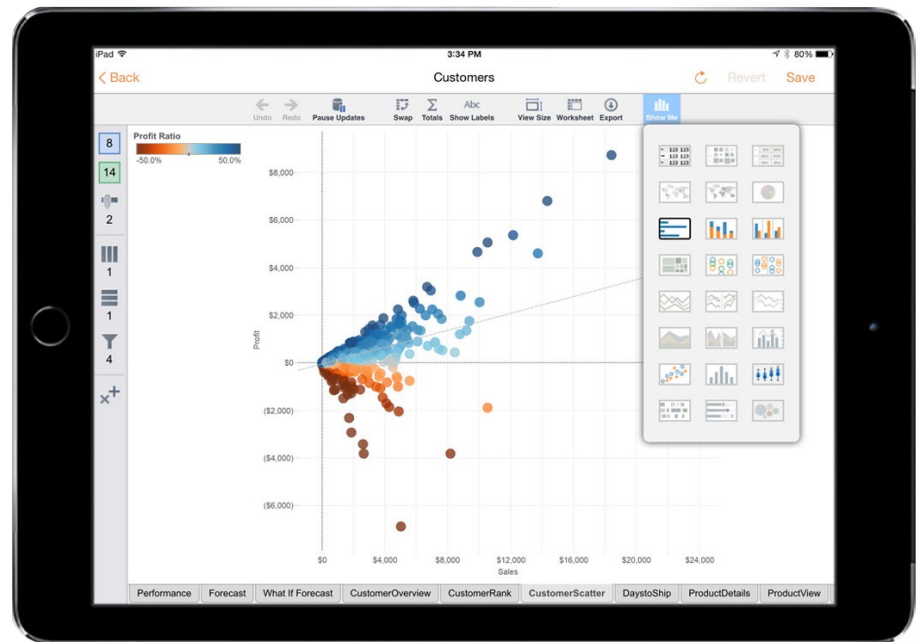 iPad 3:34 PM 80%
Back Customers Revert Save
Undo Redo Pause Updates Swap Totals Abc Show Labels View Size Worksheet Export Show Me
8
14
2
1
1
4
Profit Ratio
-50.0% 50.0%
$8,000
$6,000
$4,000
$2,000
$0
($2,000)
($4,000)
($6,000)
Profit
$0 $4,000 $8,000 $12,000 $16,000 $20,000 $24,000
Sales
Performance Forecast What If Forecast CustomerOverview CustomerRank CustomerScatter DaystoShip ProductDetails ProductView